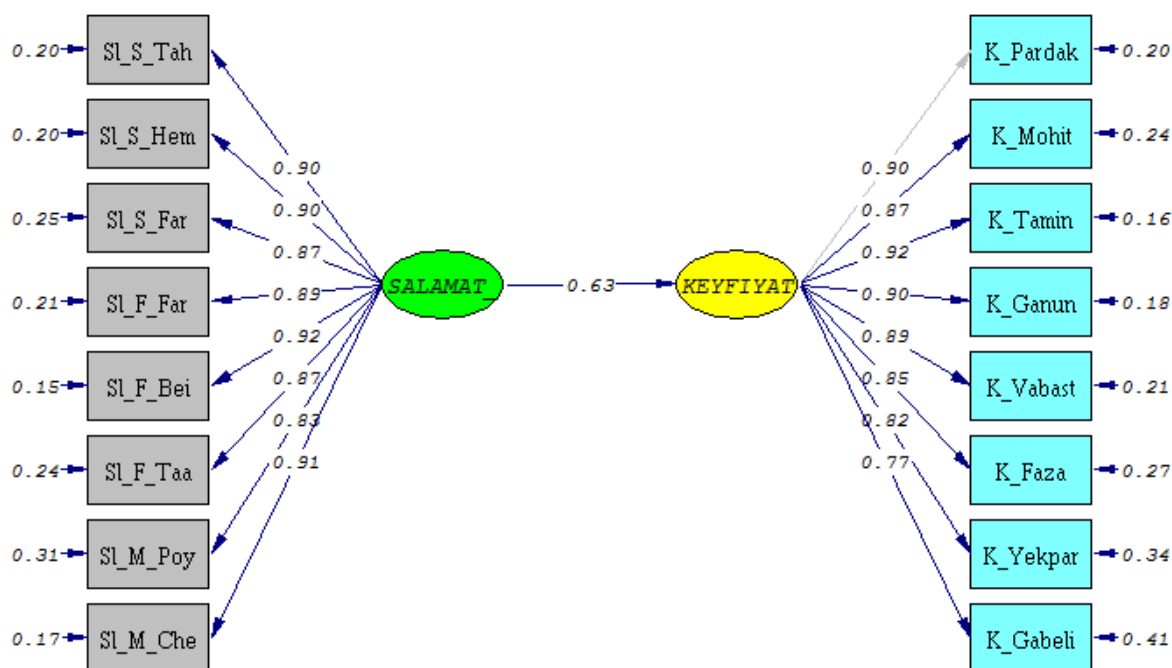 0.20 Sl_S_Tah K_Pardak 0.20
0.20 Sl_S_Hem K_Mohit 0.24
0.90 0.90
0.25 Sl_S_Far 0.90 0.87 K_Tamin 0.16
0.87 0.92
0.21 Sl_F_Far 0.89 SALAMAT_ 0.63 KEYFIYAT 0.90 K_Ganun 0.18
0.92 0.89
0.15 Sl_F_Bei 0.87 0.85 K_Vabast 0.21
0.83 0.82
0.24 Sl_F_Taa 0.91 0.77 K_Faza 0.27
0.31 Sl_M_Poy K_Yekpar 0.34
0.17 Sl_M_Che K_Gabeli 0.41